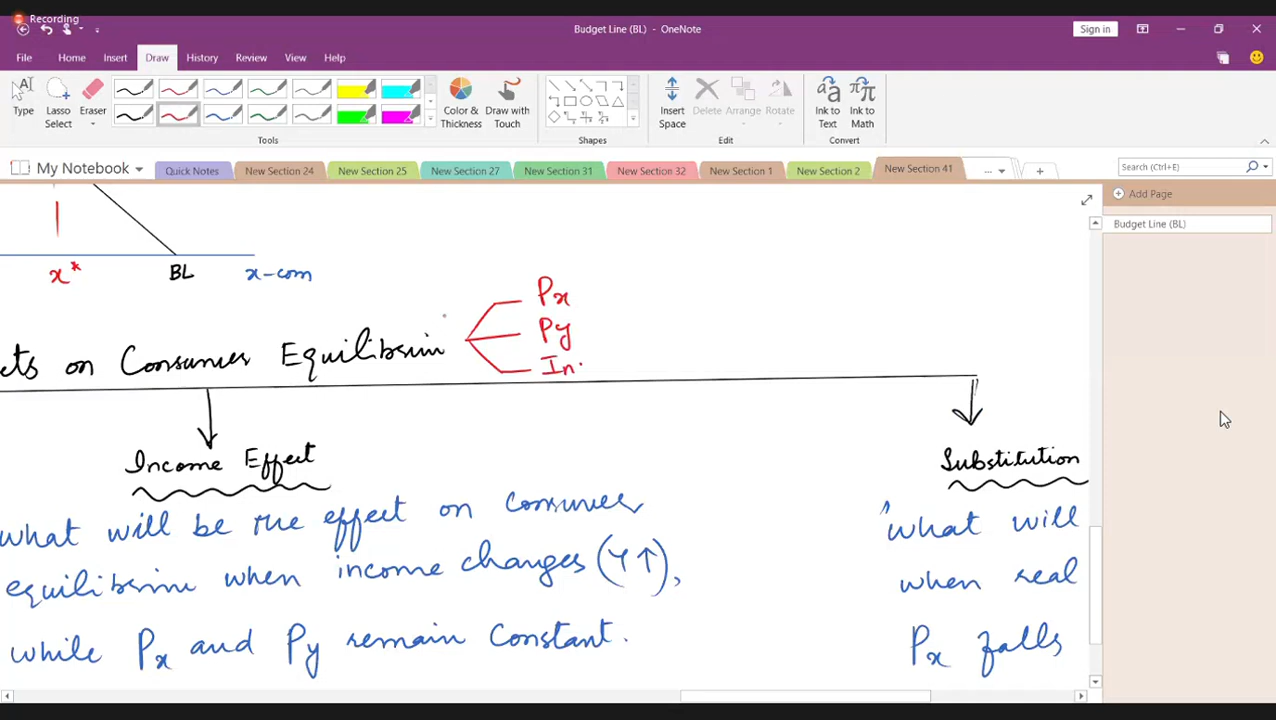 Recording
Budget Line (BL) - OneNote
Sign in
File Home Insert Draw History Review View Help
Type
Lasso Select
Eraser
Color & Thickness
Draw with Touch
Insert Space
Delete
Arrange
Rotate
Ink to Text
Ink to Math
Tools
Shapes
Edit
Convert
My Notebook
Quick Notes
New Section 24
New Section 25
New Section 27
New Section 31
New Section 32
New Section 1
New Section 2
New Section 41
...
Search (Ctrl+E)
Add Page
Budget Line (BL)
x* BL x-com
Px
Py
In.
cts on Consumer Equilibrium
Income Effect
Substitution
what will be the effect on Consumer
equilibrium when income changes (Y↑),
while Px and Py remain Constant.
'what will
when real
Px falls